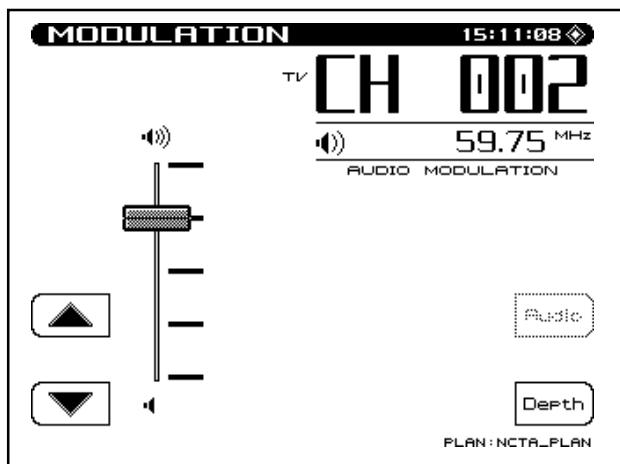 MODULATION 15:11:08
TV CH 002
59.75 MHz
AUDIO MODULATION
Audio
Depth
PLAN:NCTA_PLAN